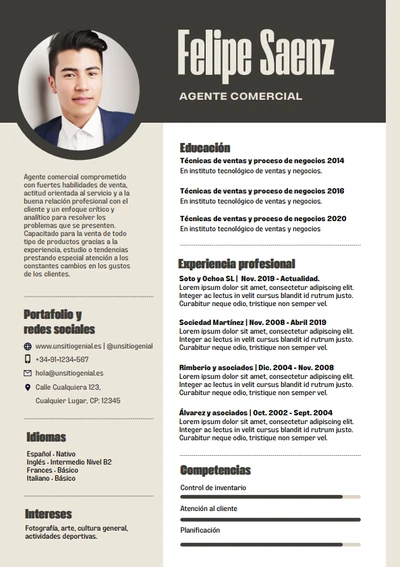 Felipe Saenz
AGENTE COMERCIAL
Agente comercial comprometido
con fuertes habilidades de venta,
actitud orientada al servicio y a la
buena relación profesional con el
cliente y un enfoque crítico y
analítico para resolver los
problemas que se presenten.
Capacitado para la venta de todo
tipo de productos gracias a la
experiencia, estudio o tendencias
prestando especial atención a los
constantes cambios en los gustos
de los clientes.
Portafolio y
redes sociales
www.unsitiogenial.es | @unsitiogenial
+34-91-1234-567
hola@unsitiogenial.es
Calle Cualquiera 123,
Cualquier Lugar, CP: 12345
Idiomas
Español - Nativo
Inglés - Intermedio Nivel B2
Frances - Básico
Italiano - Básico
Intereses
Fotografía, arte, cultura general,
actividades deportivas.
Educación
Técnicas de ventas y proceso de negocios 2014
En instituto tecnológico de ventas y negocios.
Técnicas de ventas y proceso de negocios 2016
En instituto tecnológico de ventas y negocios.
Técnicas de ventas y proceso de negocios 2020
En instituto tecnológico de ventas y negocios
Experiencia profesional
Soto y Ochoa SL | Nov. 2019 - Actualidad.
Lorem ipsum dolor sit amet, consectetur adipiscing elit.
Integer ac lectus in velit cursus blandit id rutrum justo.
Curabitur neque odio, tristique non semper vel.
Sociedad Martínez | Nov. 2008 - Abril 2019
Lorem ipsum dolor sit amet, consectetur adipiscing elit.
Integer ac lectus in velit cursus blandit id rutrum justo.
Curabitur neque odio, tristique non semper vel.
Rimberio y asociados | Dic. 2004 - Nov. 2008
Lorem ipsum dolor sit amet, consectetur adipiscing elit.
Integer ac lectus in velit cursus blandit id rutrum justo.
Curabitur neque odio, tristique non semper vel.
Álvarez y asociados | Oct. 2002 - Sept. 2004
Lorem ipsum dolor sit amet, consectetur adipiscing elit.
Integer ac lectus in velit cursus blandit id rutrum justo.
Curabitur neque odio, tristique non semper vel.
Competencias
Control de inventario
Atención al cliente
Planificación